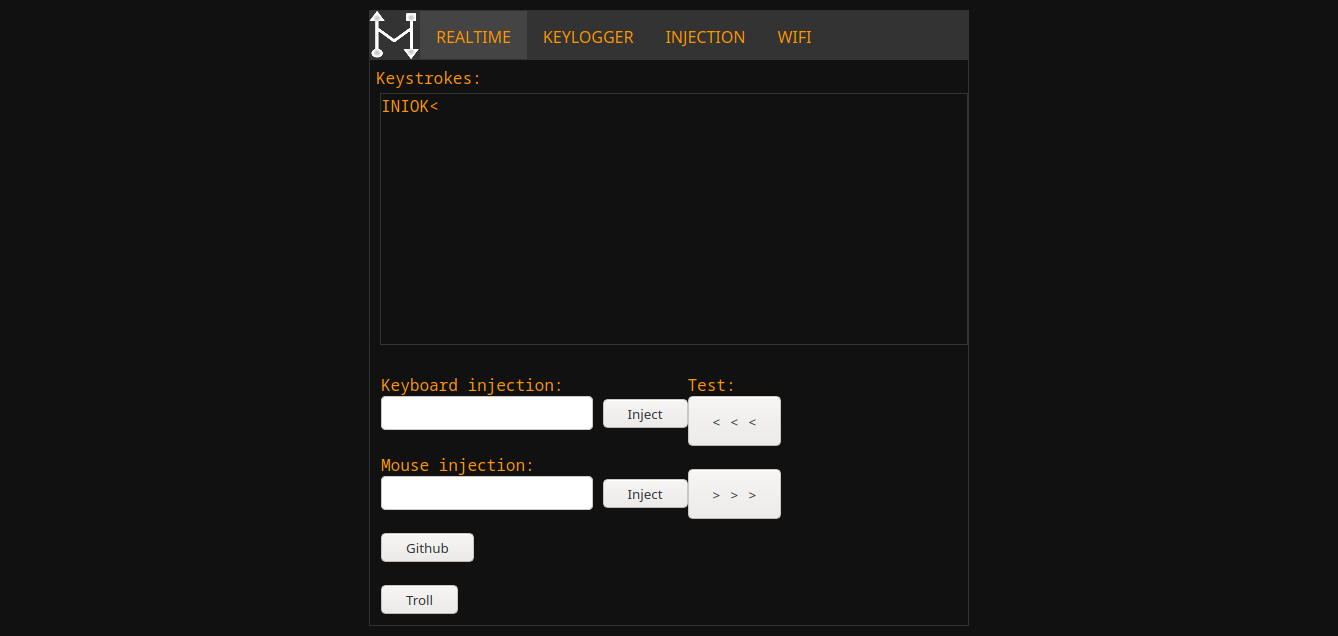 REALTIME KEYLOGGER INJECTION WIFI
Keystrokes:
INIOK<
Keyboard injection: Test:
Inject < < <
Mouse injection:
Inject > > >
Github
Troll